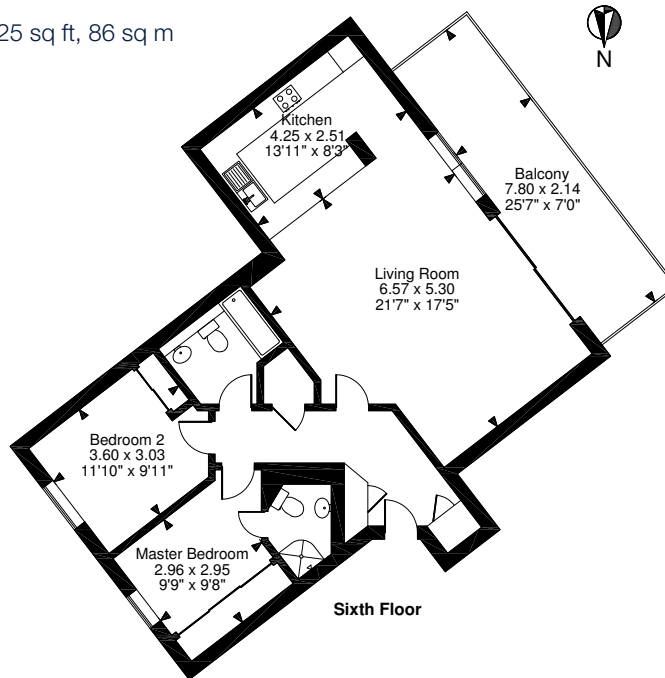 25 sq ft, 86 sq m
N
Kitchen
4.25 x 2.51
13'11" x 8'3"
Balcony
7.80 x 2.14
25'7" x 7'0"
Living Room
6.57 x 5.30
21'7" x 17'5"
Bedroom 2
3.60 x 3.03
11'10" x 9'11"
Master Bedroom
2.96 x 2.95
9'9" x 9'8"
Sixth Floor